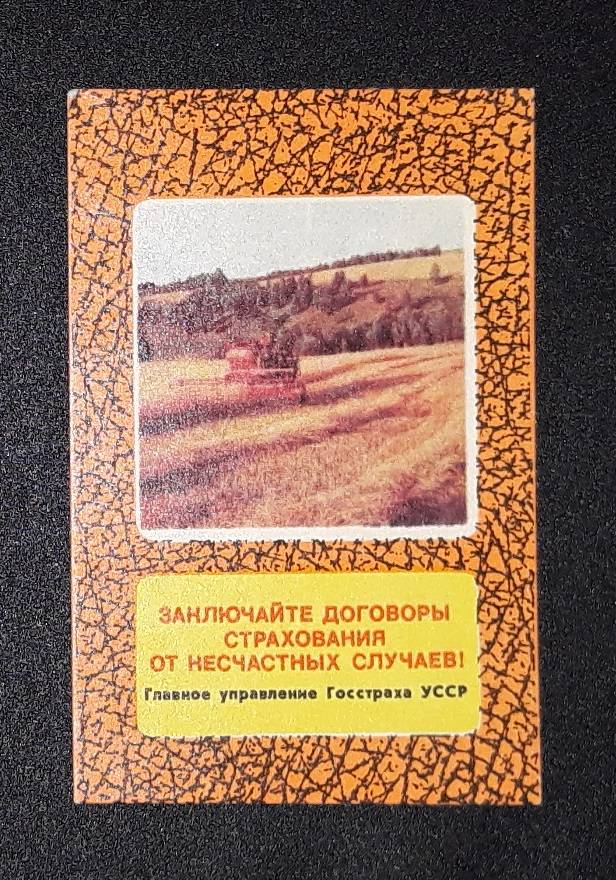 ЗАКЛЮЧАЙТЕ ДОГОВОРЫ
СТРАХОВАНИЯ
ОТ НЕСЧАСТНЫХ СЛУЧАЕВ!
Главное управление Госстраха УССР